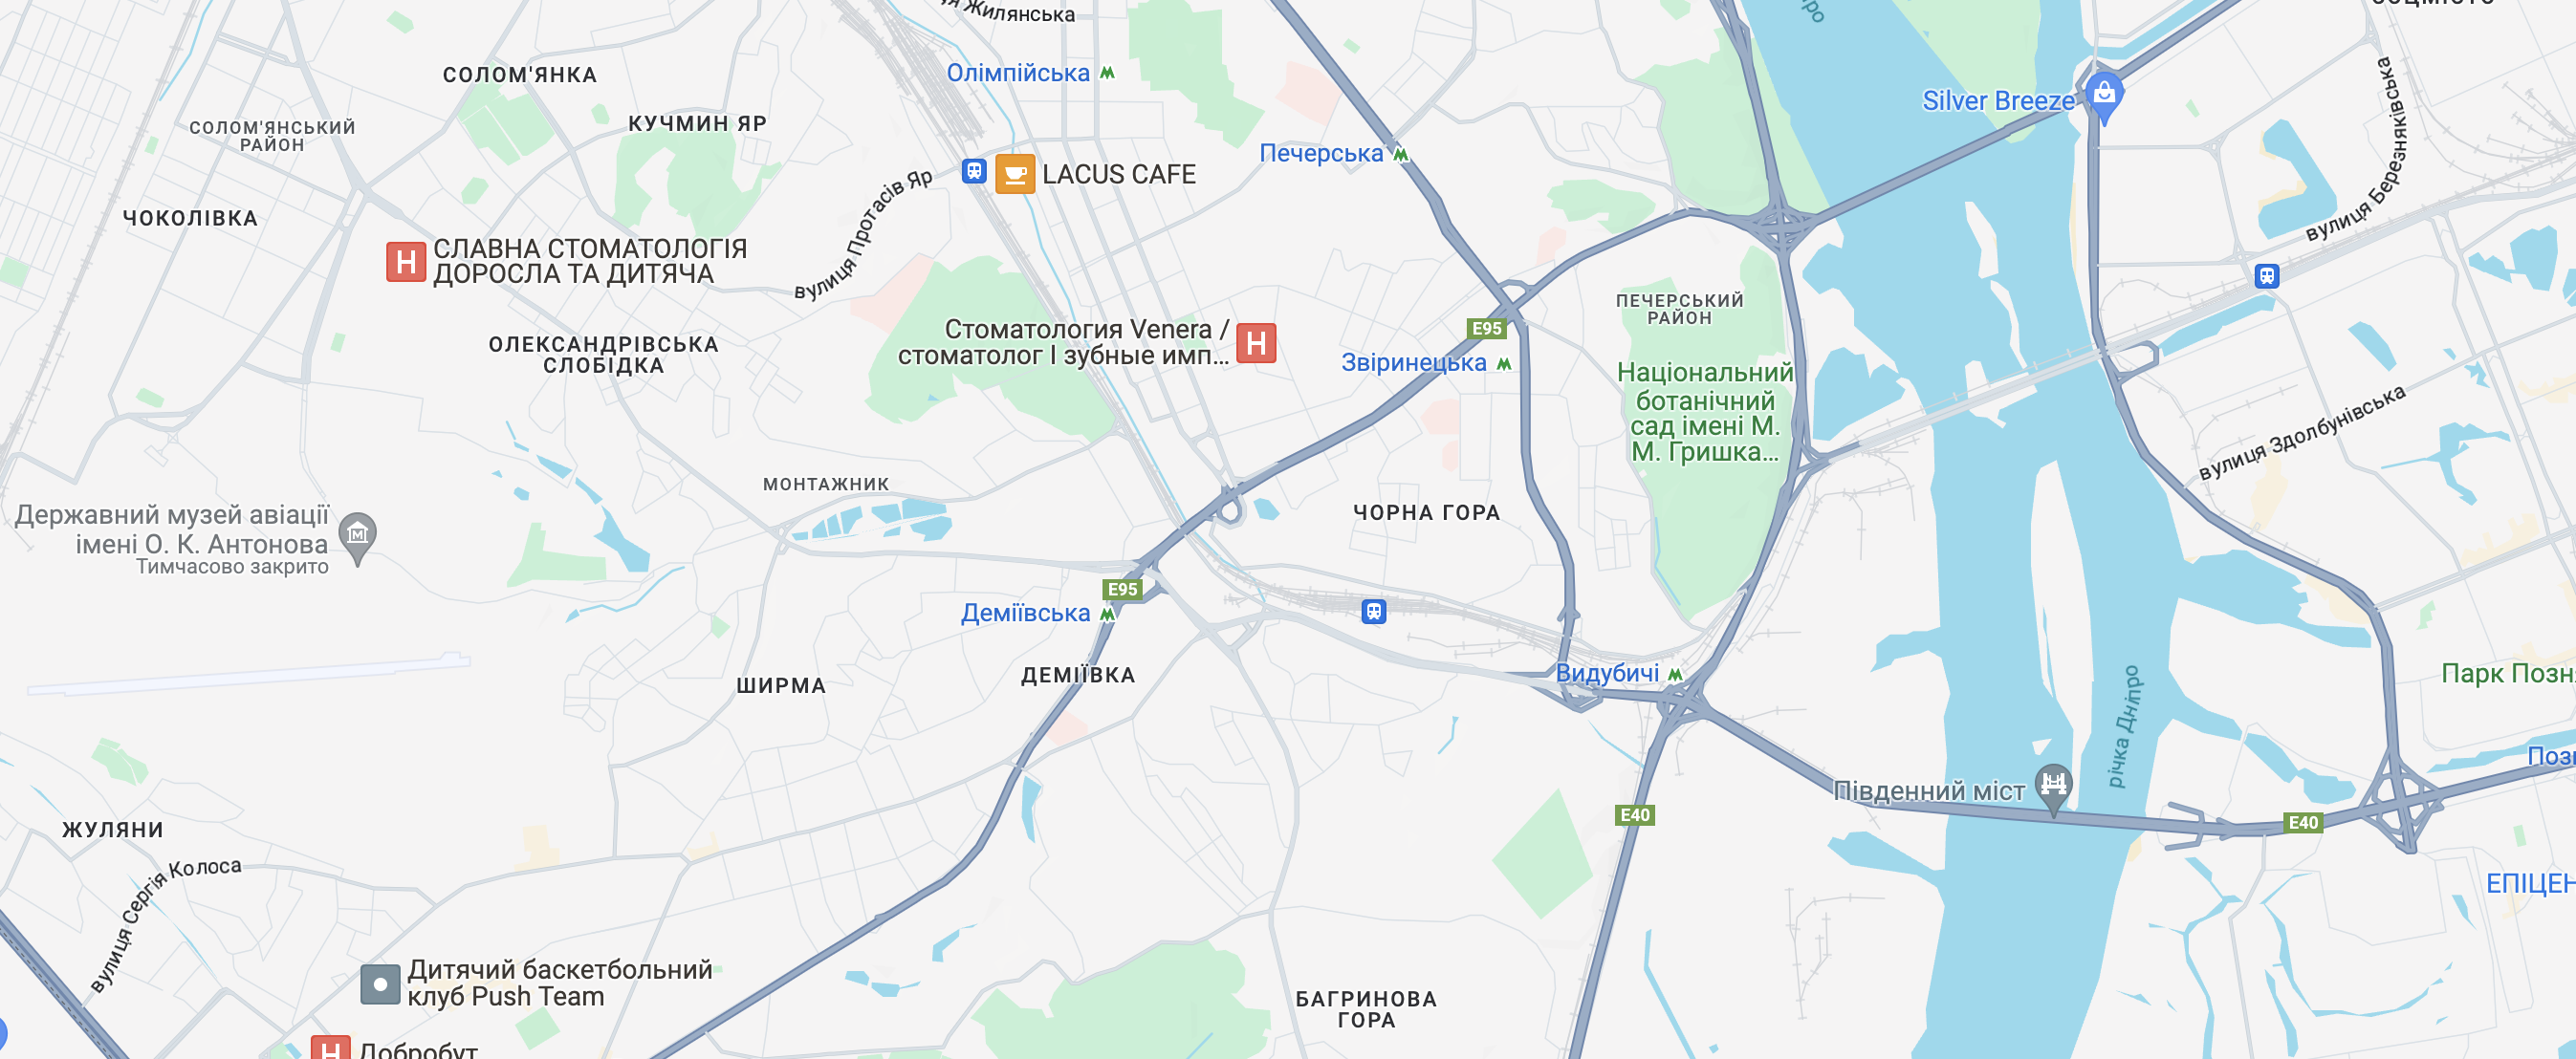 Жилянська
СОЛОМ'ЯНКА
Олімпійська
Silver Breeze
КУЧМИН ЯР
СОЛОМ'ЯНСЬКИЙ
РАЙОН
вулиця Березняківська
Печерська
LACUS CAFE
вулиця Протасів Яр
ЧОКОЛІВКА
СЛАВНА СТОМАТОЛОГІЯ
ДОРОСЛА ТА ДИТЯЧА
ПЕЧЕРСЬКИЙ
РАЙОН
Стоматология Venera /
стоматолог І зубные имп...
E95
ОЛЕКСАНДРІВСЬКА
СЛОБІДКА
Звіринецька
Національний
ботанічний
сад імені М.
М. Гришка...
вулиця Здолбунівська
МОНТАЖНИК
ЧОРНА ГОРА
Державний музей авіації
імені О. К. Антонова
Тимчасово закрито
E95
Деміївська
ДЕМІЇВКА
ШИРМА
Видубичі
Парк
річка Дніпро
Південний міст
E40
E40
ЖУЛЯНИ
вулиця Сергія Колоса
Дитячий баскетбольний
клуб Push Team
БАГРИНОВА
ГОРА
Добробут